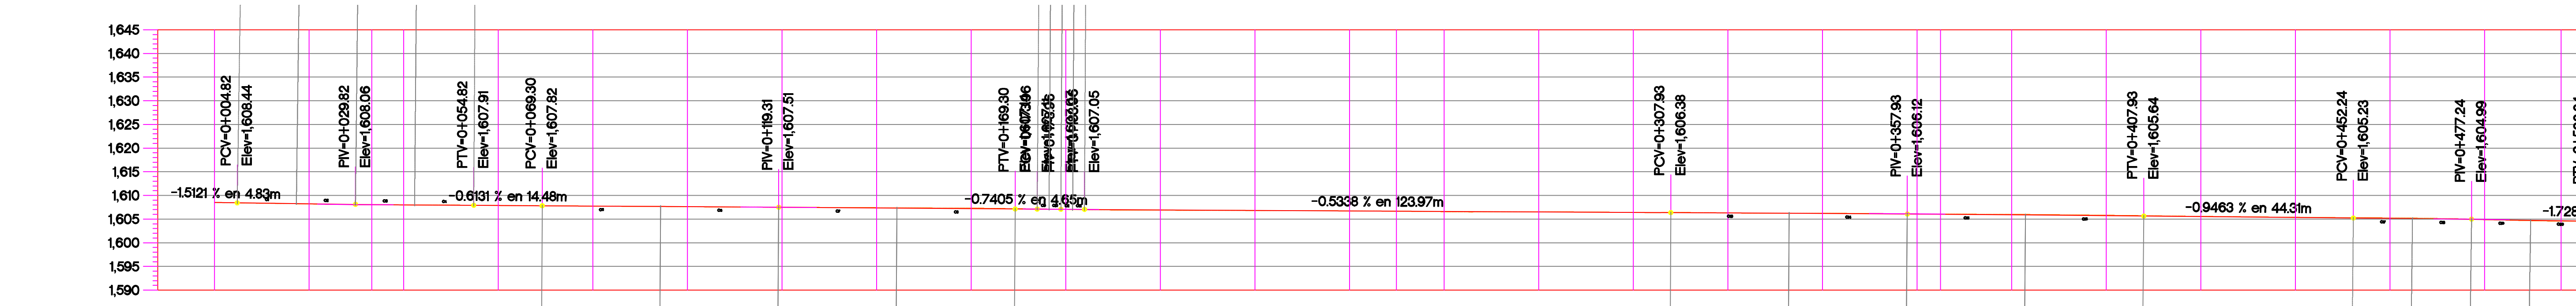 1,645
1,640
1,635
1,630
1,625
1,620
1,615
1,610
1,605
1,600
1,595
1,590
PCV=0+004.82
Elev=1,608.44
PIV=0+029.82
Elev=1,608.06
PTV=0+054.82
Elev=1,607.91
PCV=0+069.30
Elev=1,607.82
PIV=0+119.31
Elev=1,607.51
PTV=0+169.30
Elev=1,607.05
PCV=0+307.93
Elev=1,606.38
PIV=0+357.93
Elev=1,606.12
PTV=0+407.93
Elev=1,605.64
PCV=0+452.24
Elev=1,605.23
PIV=0+477.24
Elev=1,604.99
-1.5121 % en 4.83m
-0.6131 % en 14.48m
-0.7405 % en 4.65m
-0.5338 % en 123.97m
-0.9463 % en 44.31m
-1.726